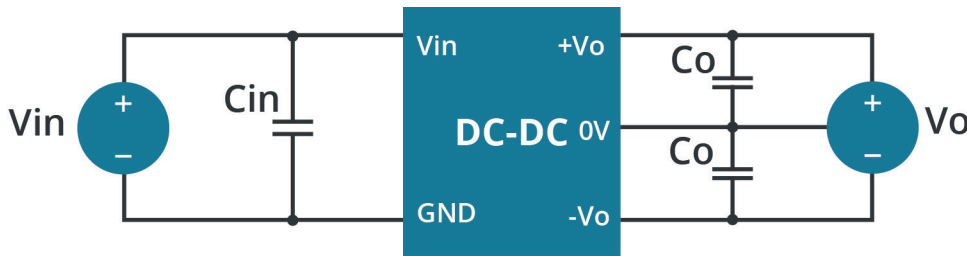 Vin
+
−
Cin
Vin
GND
DC-DC
+Vo
0V
-Vo
Co
Co
+
−
Vo